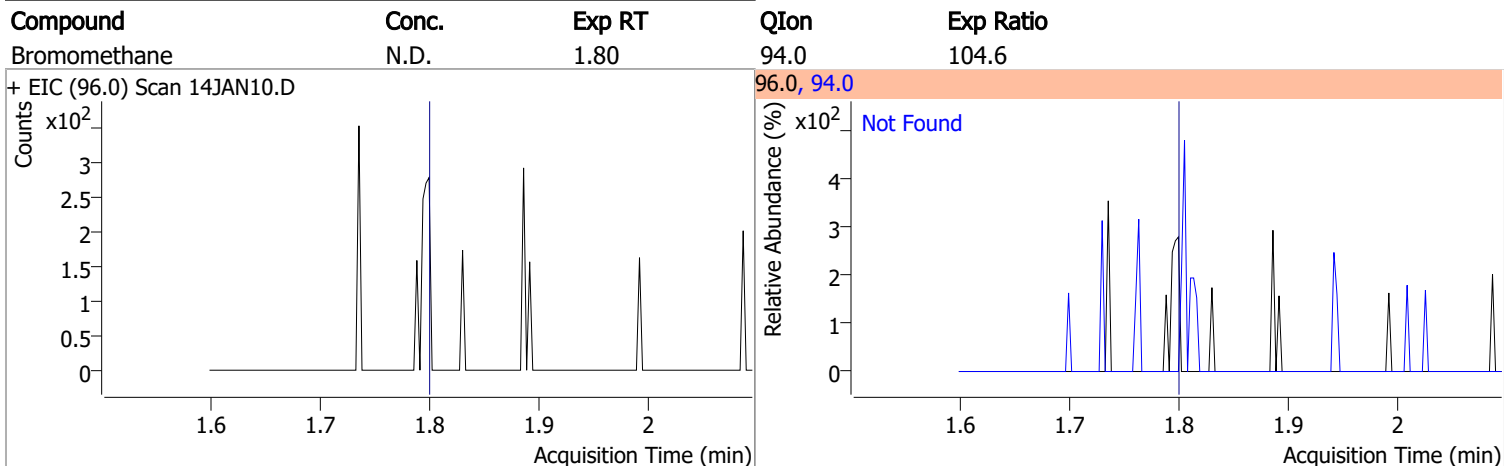 Compound Conc. Exp RT QIon Exp Ratio
Bromomethane N.D. 1.80 94.0 104.6
+ EIC (96.0) Scan 14JAN10.D
96.0, 94.0
Counts
x10²
3
2.5
2
1.5
1
0.5
0
1.6 1.7 1.8 1.9 2
Acquisition Time (min)
Relative Abundance (%)
x10²
Not Found
4
3
2
1
0
1.6 1.7 1.8 1.9 2
Acquisition Time (min)